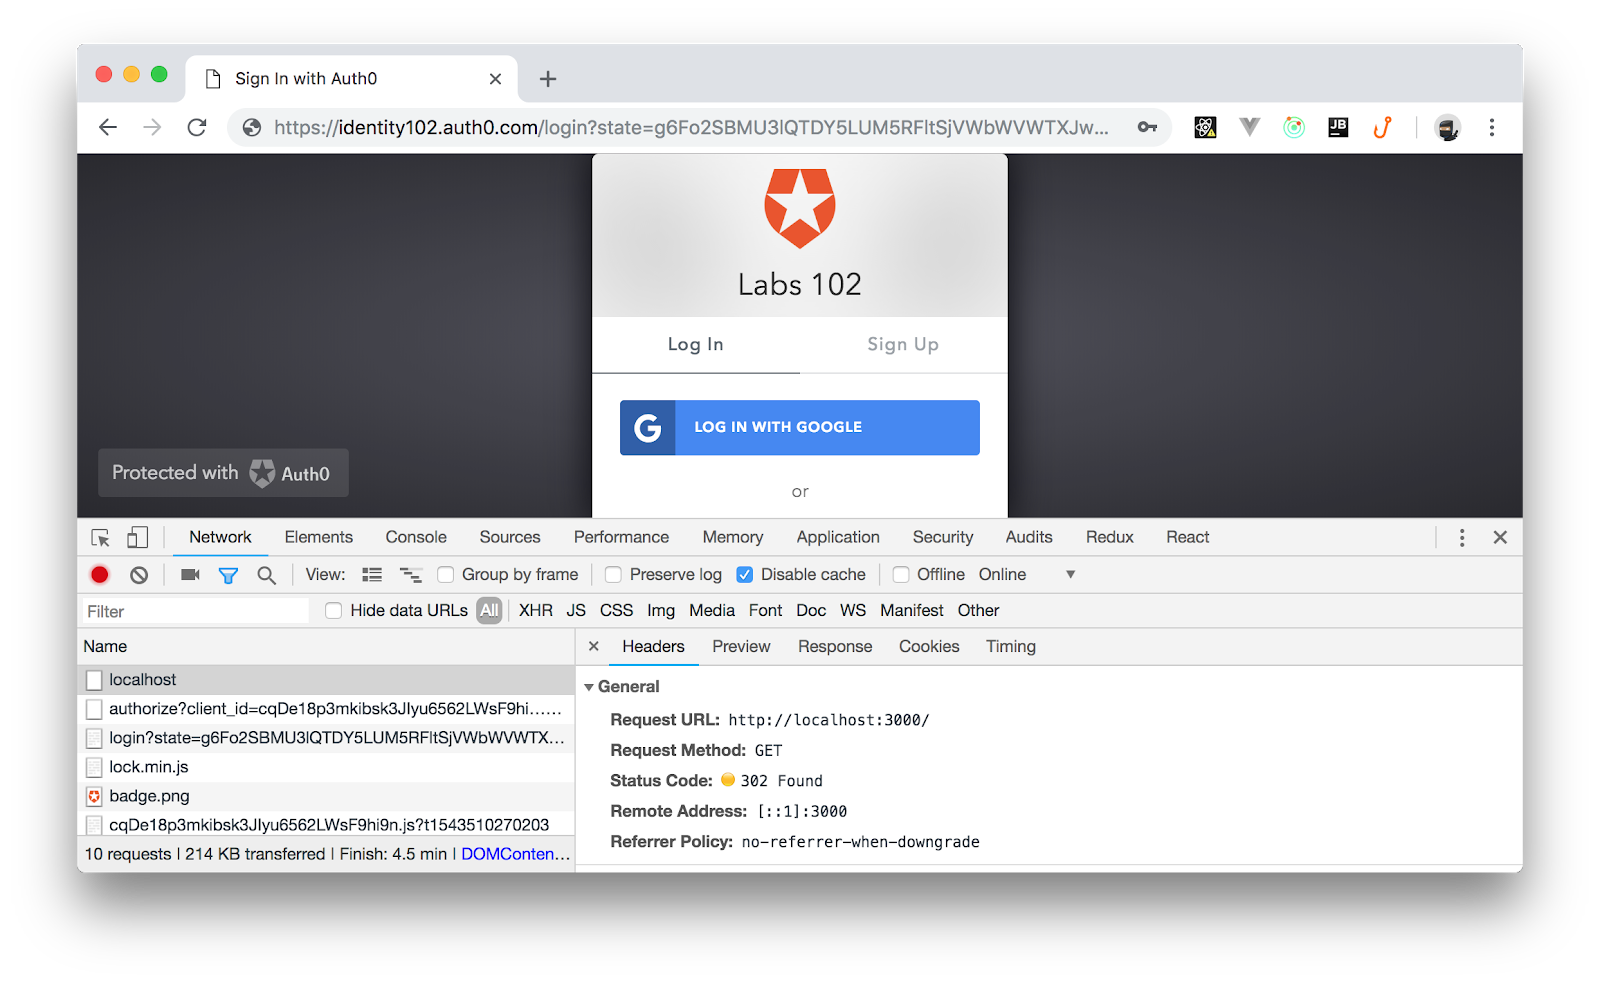 Sign In with Auth0
https://identity102.auth0.com/login?state=g6Fo2SBMU3lQTDY5LUM5RFltSjVWbWVWTXJw...
JB
Labs 102
Log In Sign Up
G LOG IN WITH GOOGLE
or
Protected with Auth0
Network Elements Console Sources Performance Memory Application Security Audits Redux React
View: Group by frame Preserve log Disable cache Offline Online
Filter Hide data URLs All XHR JS CSS Img Media Font Doc WS Manifest Other
Name
Headers Preview Response Cookies Timing
localhost
authorize?client_id=cqDe18p3mkibsk3JIyu6562LWsF9hi......
login?state=g6Fo2SBMU3lQTDY5LUM5RFltSjVWbWVWTX...
lock.min.js
badge.png
cqDe18p3mkibsk3JIyu6562LWsF9hi9n.js?t1543510270203
10 requests | 214 KB transferred | Finish: 4.5 min | DOMConten...
General
Request URL: http://localhost:3000/
Request Method: GET
Status Code: 302 Found
Remote Address: [::1]:3000
Referrer Policy: no-referrer-when-downgrade